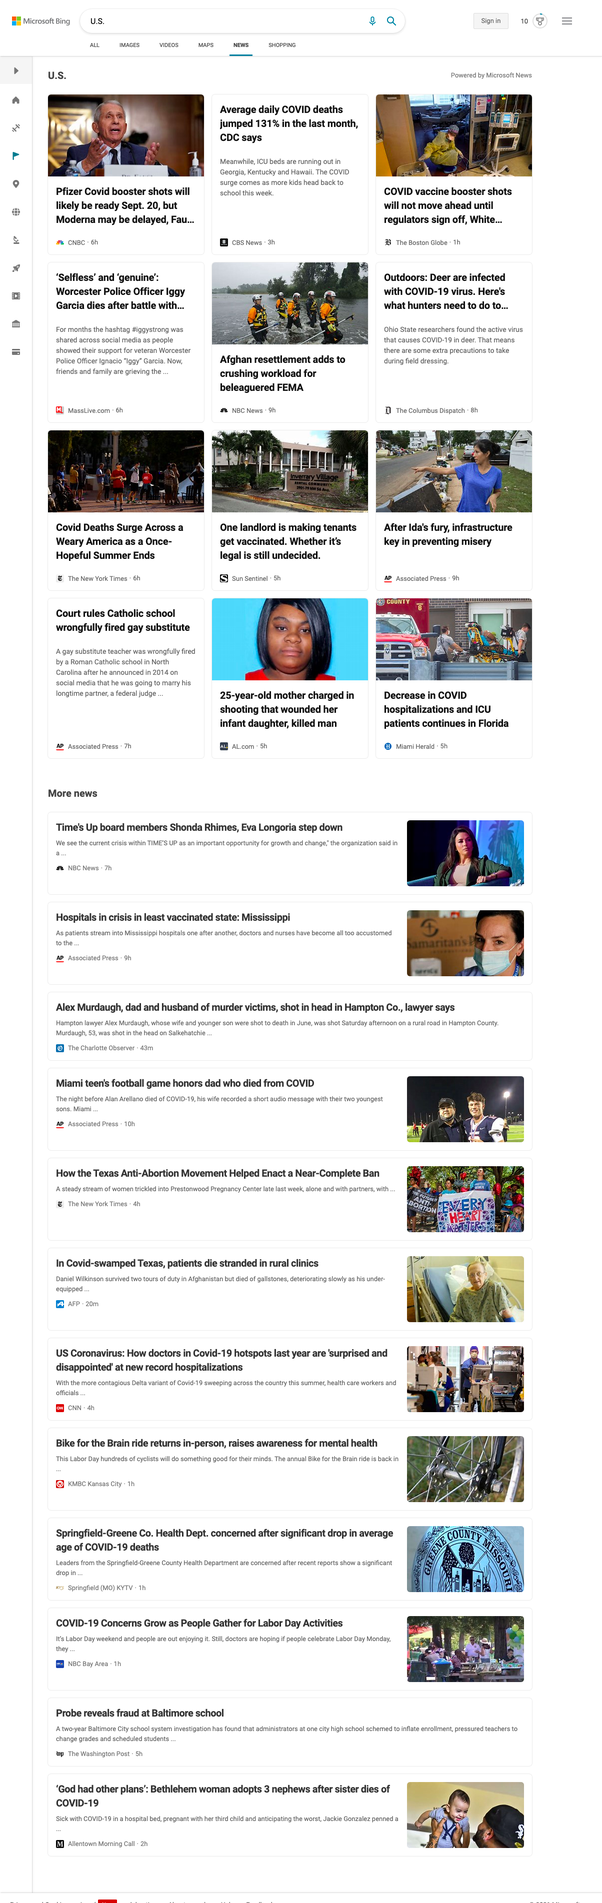 Microsoft Bing
U.S.
Sign in
10
ALL IMAGES VIDEOS MAPS NEWS SHOPPING
U.S.
Powered by Microsoft News
Pfizer Covid booster shots will
likely be ready Sept. 20, but
Moderna may be delayed, Fau...
CNBC · 6h
Average daily COVID deaths
jumped 131% in the last month,
CDC says
Meanwhile, ICU beds are running out in
Georgia, Kentucky and Hawaii. The COVID
surge comes as more kids head back to
school this week.
CBS News · 3h
COVID vaccine booster shots
will not move ahead until
regulators sign off, White...
The Boston Globe · 1h
‘Selfless’ and ‘genuine’:
Worcester Police Officer Iggy
Garcia dies after battle with...
For months the hashtag #iggystrong was
shared across social media as people
showed their support for veteran Worcester
Police Officer Ignacio “Iggy” Garcia. Now,
friends and family are grieving the ...
MassLive.com · 6h
Afghan resettlement adds to
crushing workload for
beleaguered FEMA
NBC News · 9h
Outdoors: Deer are infected
with COVID-19 virus. Here's
what hunters need to do to...
Ohio State researchers found the active virus
that causes COVID-19 in deer. That means
there are some extra precautions to take
during field dressing.
The Columbus Dispatch · 8h
Covid Deaths Surge Across a
Weary America as a Once-
Hopeful Summer Ends
The New York Times · 6h
Inverrary Village
One landlord is making tenants
get vaccinated. Whether it’s
legal is still undecided.
Sun Sentinel · 5h
After Ida's fury, infrastructure
key in preventing misery
AP Associated Press · 9h
Court rules Catholic school
wrongfully fired gay substitute
A gay substitute teacher was wrongfully fired
by a Roman Catholic school in North
Carolina after he announced in 2014 on
social media that he was going to marry his
longtime partner, a federal judge ...
AP Associated Press · 7h
25-year-old mother charged in
shooting that wounded her
infant daughter, killed man
AL.com · 5h
COUNTY
Decrease in COVID
hospitalizations and ICU
patients continues in Florida
Miami Herald · 5h
More news
Time's Up board members Shonda Rhimes, Eva Longoria step down
We see the current crisis within TIME'S UP as an important opportunity for growth and change," the organization said in
a ...
NBC News · 7h
Hospitals in crisis in least vaccinated state: Mississippi
As patients stream into Mississippi hospitals one after another, doctors and nurses have become all too accustomed
to the ...
AP Associated Press · 9h
Alex Murdaugh, dad and husband of murder victims, shot in head in Hampton Co., lawyer says
Hampton lawyer Alex Murdaugh, whose wife and younger son were shot to death in June, was shot Saturday afternoon on a rural road in Hampton County.
Murdaugh, 53, was shot in the head on Salkehatchie ...
The Charlotte Observer · 43m
Miami teen's football game honors dad who died from COVID
The night before Alan Arellano died of COVID-19, his wife recorded a short audio message with their two youngest
sons. Miami ...
AP Associated Press · 10h
How the Texas Anti-Abortion Movement Helped Enact a Near-Complete Ban
A steady stream of women trickled into Prestonwood Pregnancy Center late last week, alone and with partners, with ...
The New York Times · 4h
In Covid-swamped Texas, patients die stranded in rural clinics
Daniel Wilkinson survived two tours of duty in Afghanistan but died of gallstones, deteriorating slowly as his under-
equipped ...
AFP · 20m
US Coronavirus: How doctors in Covid-19 hotspots last year are 'surprised and
disappointed' at new record hospitalizations
With the more contagious Delta variant of Covid-19 sweeping across the country this summer, health care workers and
officials ...
CNN · 4h
Bike for the Brain ride returns in-person, raises awareness for mental health
This Labor Day hundreds of cyclists will do something good for their minds. The annual Bike for the Brain ride is back in
...
KMBC Kansas City · 1h
Springfield-Greene Co. Health Dept. concerned after significant drop in average
age of COVID-19 deaths
Leaders from the Springfield-Greene County Health Department are concerned after recent reports show a significant
drop in ...
Springfield (MO) KYTV · 1h
GREENE COUNTY MISSOURI
COVID-19 Concerns Grow as People Gather for Labor Day Activities
It's Labor Day weekend and people are out enjoying it. Still, doctors are hoping if people celebrate Labor Day Monday,
they ...
NBC Bay Area · 1h
Probe reveals fraud at Baltimore school
A two-year Baltimore City school system investigation has found that administrators at one city high school schemed to inflate enrollment, pressured teachers to
change grades and scheduled students ...
wp The Washington Post · 5h
‘God had other plans’: Bethlehem woman adopts 3 nephews after sister dies of
COVID-19
Sick with COVID-19 in a hospital bed, pregnant with her third child and anticipating the worst, Jackie Gonzalez penned a
...
Allentown Morning Call · 2h